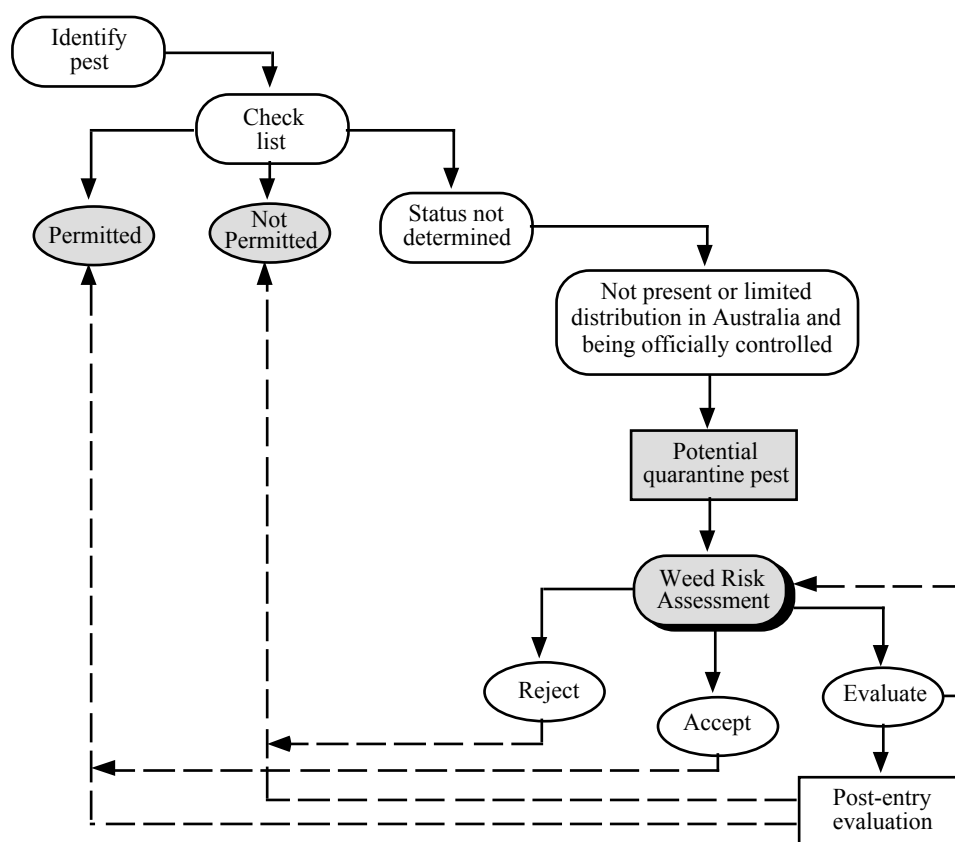 Identify
pest
Check
list
Permitted
Not
Permitted
Status not
determined
Not present or limited
distribution in Australia and
being officially controlled
Potential
quarantine pest
Weed Risk
Assessment
Reject
Accept
Evaluate
Post-entry
evaluation